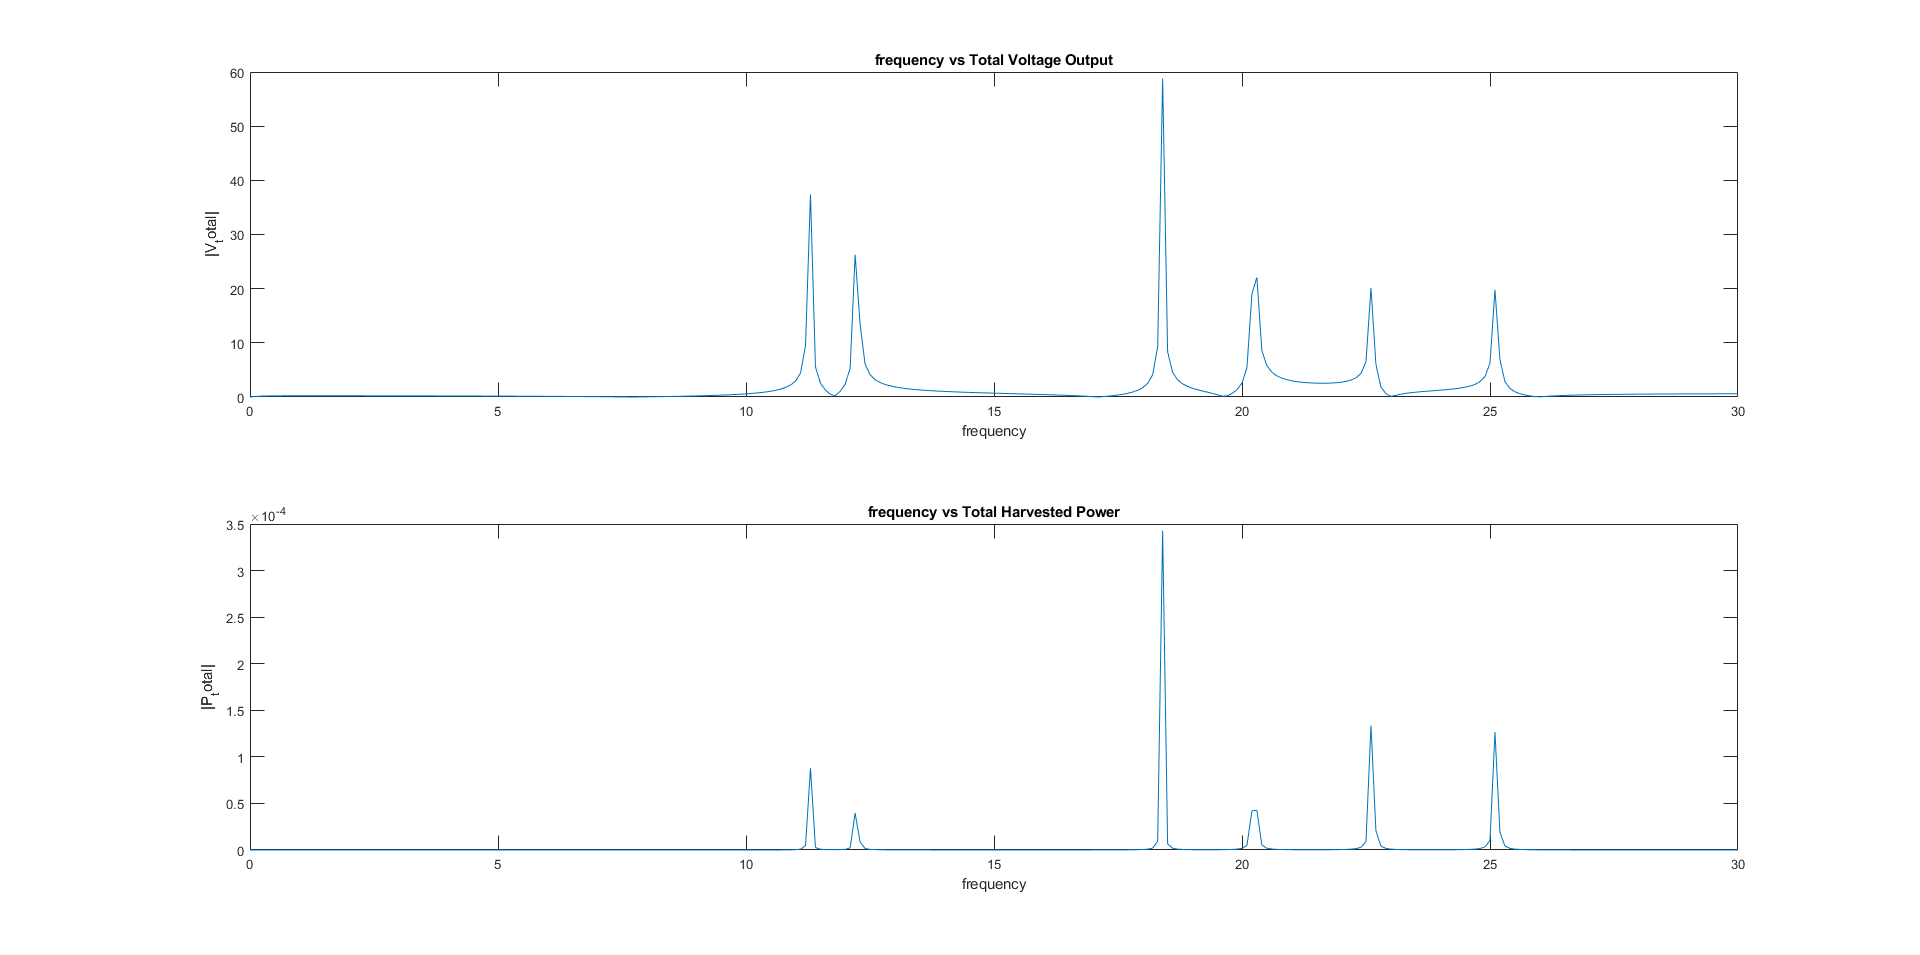 frequency vs Total Voltage Output
60
50
40
30
20
10
0
|V_total|
0 5 10 15 20 25 30
frequency
frequency vs Total Harvested Power
×10^-4
3.5
3
2.5
2
1.5
1
0.5
0
|P_total|
0 5 10 15 20 25 30
frequency